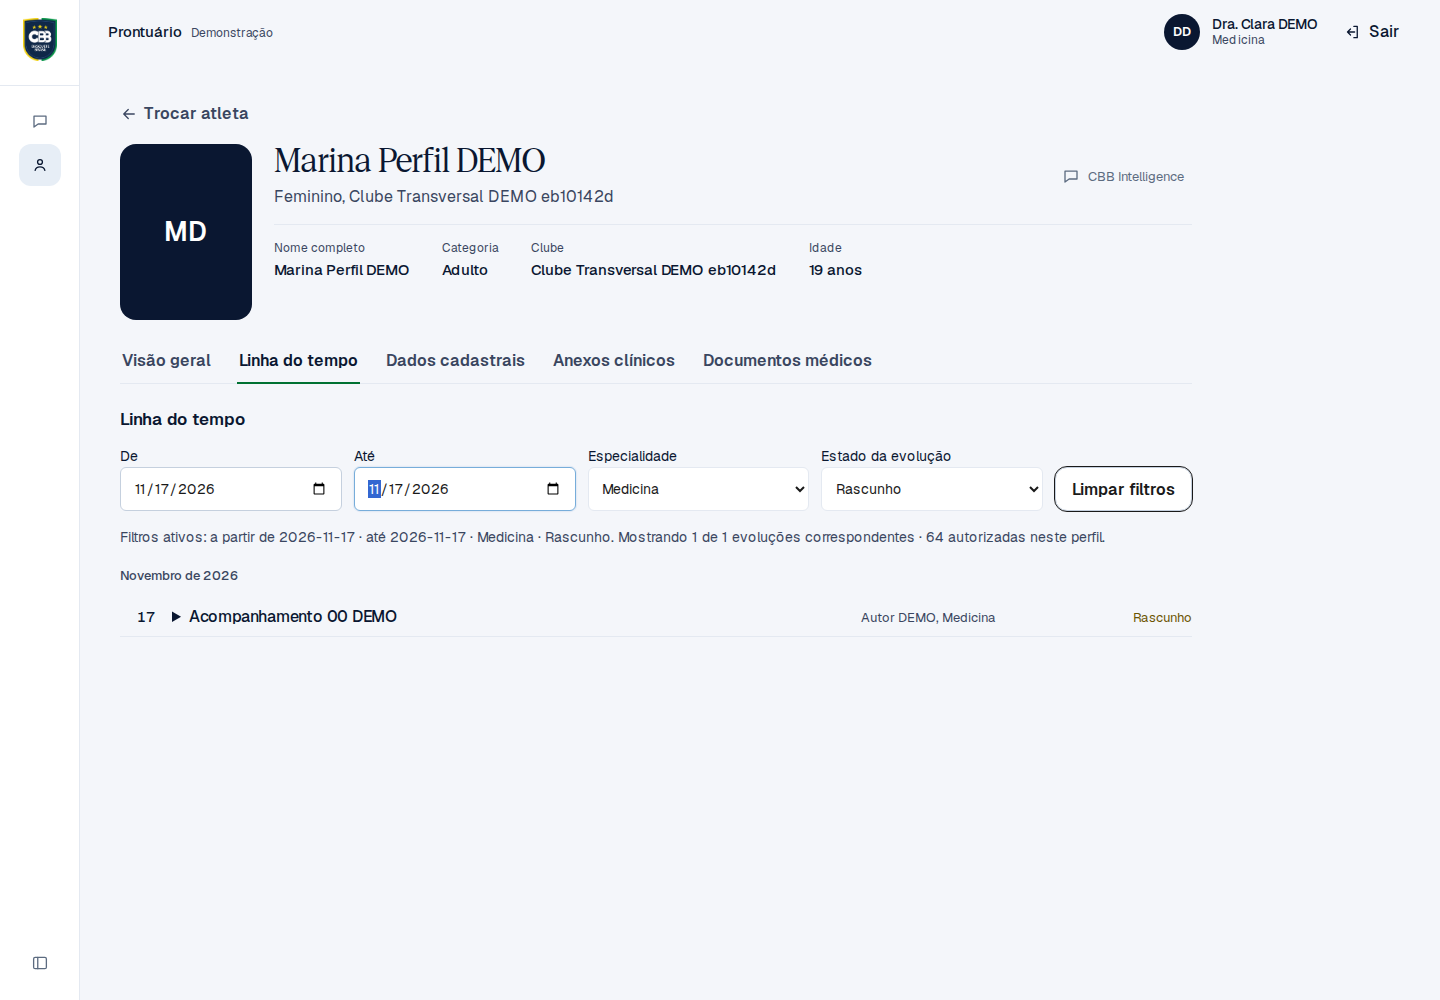 CBB
Prontuário Demonstração
DD
Dra. Clara DEMO
Medicina
Sair
Trocar atleta
MD
Marina Perfil DEMO
Feminino, Clube Transversal DEMO eb10142d
CBB Intelligence
Nome completo Categoria Clube Idade
Marina Perfil DEMO Adulto Clube Transversal DEMO eb10142d 19 anos
Visão geral Linha do tempo Dados cadastrais Anexos clínicos Documentos médicos
Linha do tempo
De Até Especialidade Estado da evolução
11/17/2026 11/17/2026 Medicina Rascunho Limpar filtros
Filtros ativos: a partir de 2026-11-17 · até 2026-11-17 · Medicina · Rascunho. Mostrando 1 de 1 evoluções correspondentes · 64 autorizadas neste perfil.
Novembro de 2026
17 Acompanhamento 00 DEMO Autor DEMO, Medicina Rascunho